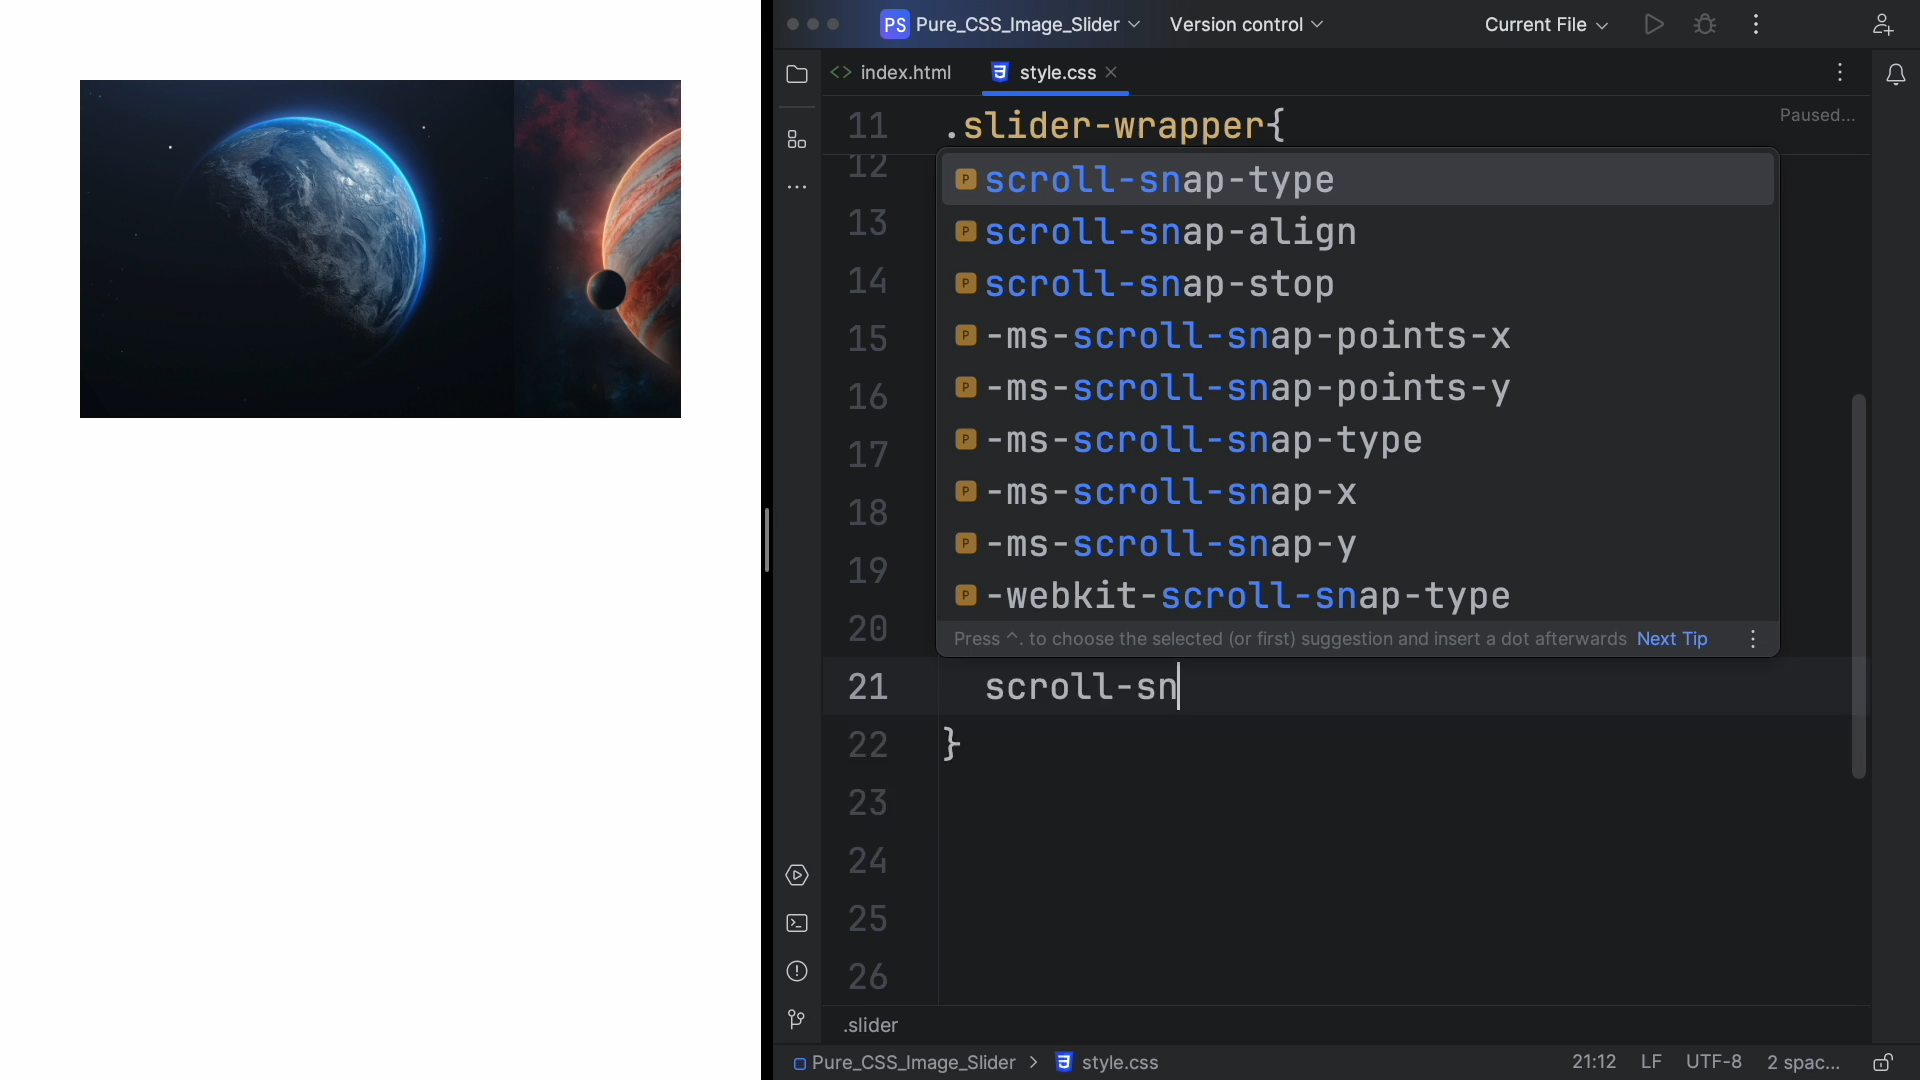 PS Pure_CSS_Image_Slider Version control Current File
index.html style.css
Paused...
11 .slider-wrapper{
12
scroll-snap-type
13 scroll-snap-align
14 scroll-snap-stop
15 -ms-scroll-snap-points-x
16 -ms-scroll-snap-points-y
17 -ms-scroll-snap-type
18 -ms-scroll-snap-x
19 -ms-scroll-snap-y
-webkit-scroll-snap-type
20 Press ^. to choose the selected (or first) suggestion and insert a dot afterwards Next Tip
21 scroll-sn
22 }
23
24
25
26
.slider
Pure_CSS_Image_Slider > style.css 21:12 LF UTF-8 2 spac...